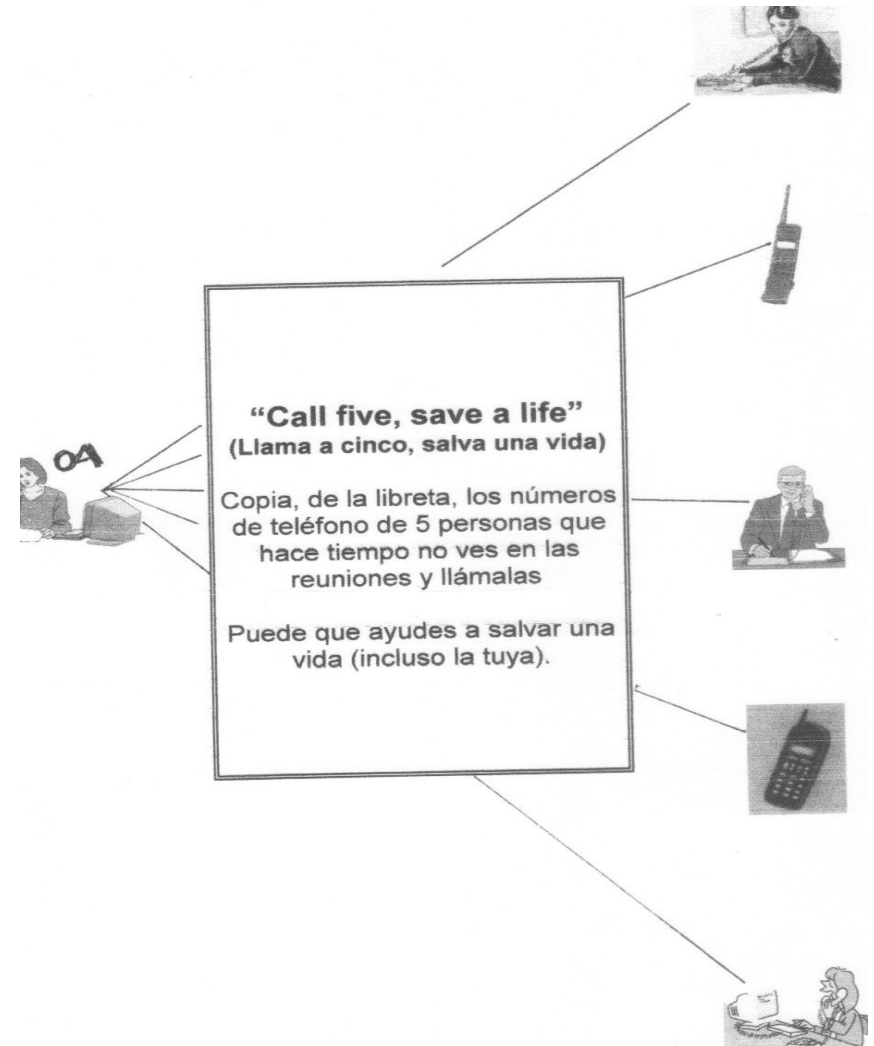 “Call five, save a life”
(Llama a cinco, salva una vida)
OA
Copia, de la libreta, los números
de teléfono de 5 personas que
hace tiempo no ves en las
reuniones y llámalas
Puede que ayudes a salvar una
vida (incluso la tuya).